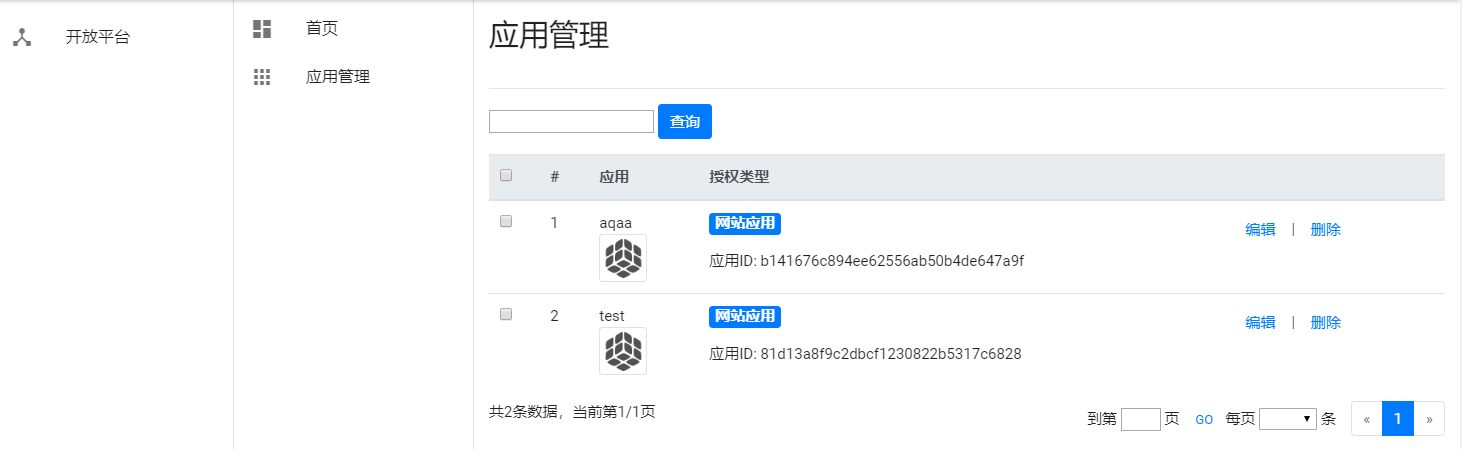 开放平台
首页
应用管理
应用管理
查询
# 应用 授权类型
1 aqaa 网站应用 编辑 | 删除
应用ID: b141676c894ee62556ab50b4de647a9f
2 test 网站应用 编辑 | 删除
应用ID: 81d13a8f9c2dbcf1230822b5317c6828
共2条数据，当前第1/1页 到第 页 GO 每页 条 « 1 »